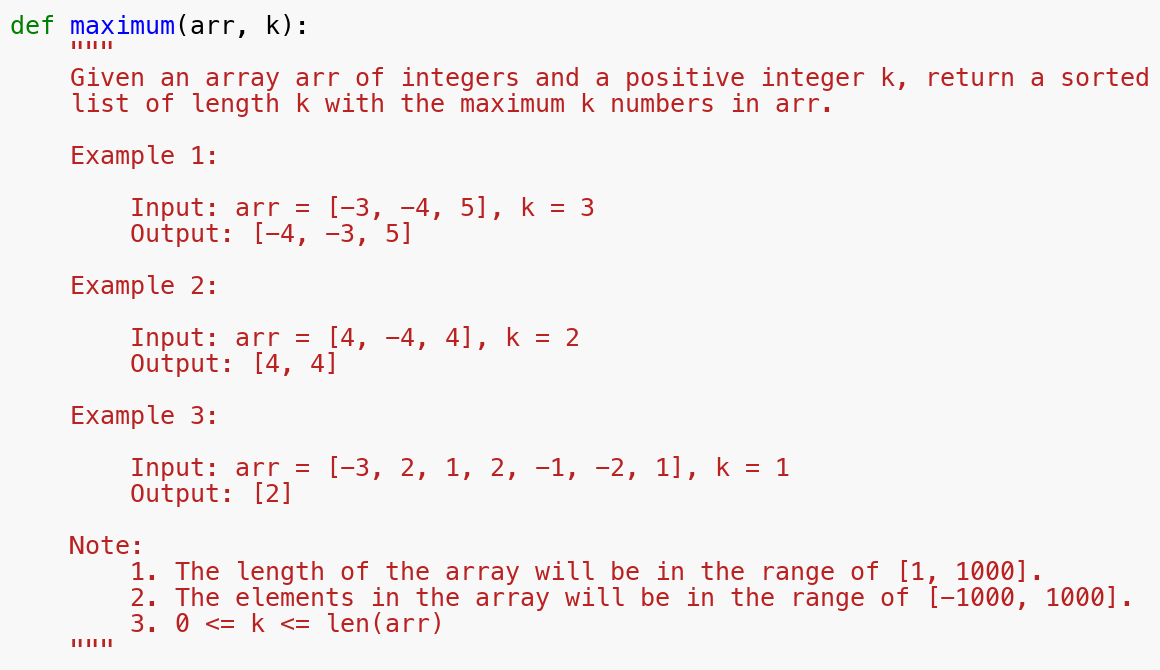 def maximum(arr, k):
    """
    Given an array arr of integers and a positive integer k, return a sorted
    list of length k with the maximum k numbers in arr.

    Example 1:

        Input: arr = [−3, −4, 5], k = 3
        Output: [−4, −3, 5]

    Example 2:

        Input: arr = [4, −4, 4], k = 2
        Output: [4, 4]

    Example 3:

        Input: arr = [−3, 2, 1, 2, −1, −2, 1], k = 1
        Output: [2]

    Note:
        1. The length of the array will be in the range of [1, 1000].
        2. The elements in the array will be in the range of [−1000, 1000].
        3. 0 <= k <= len(arr)
    """